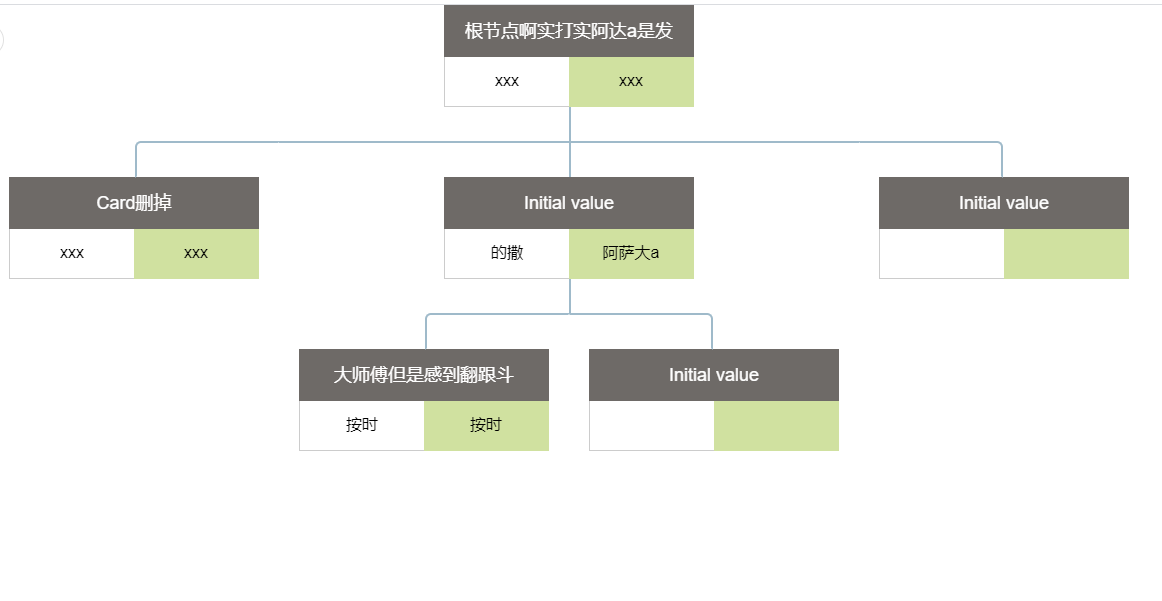 根节点啊实打实阿达a是发
xxx xxx
Card删掉 Initial value Initial value
xxx xxx 的撒 阿萨大a
大师傅但是感到翻跟斗 Initial value
按时 按时